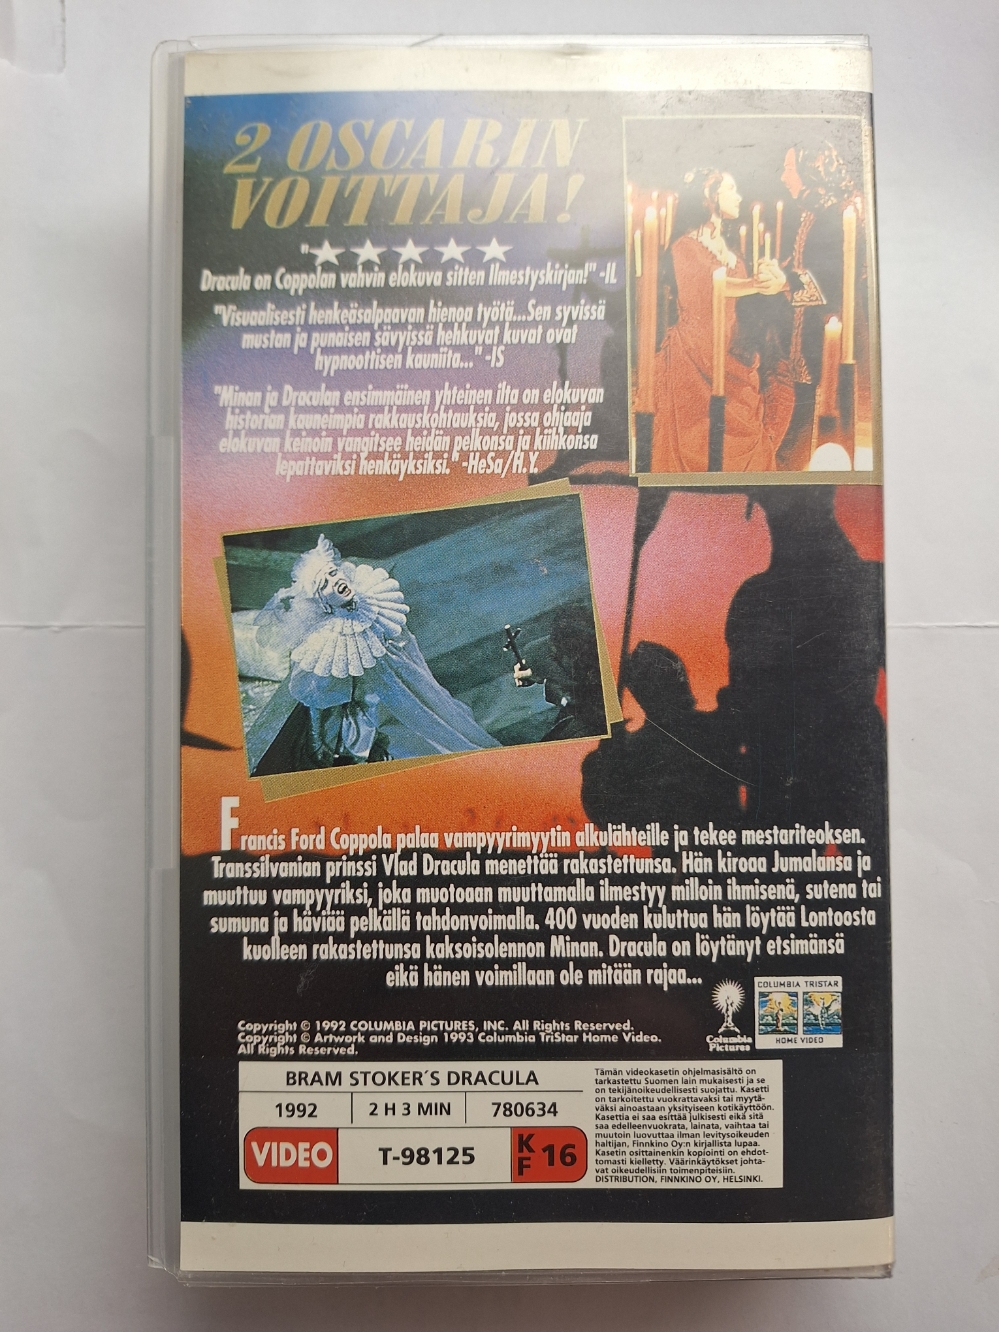 2 OSCARIN
VOITTAJA!
"★★★★★
Dracula on Coppolan vahvin elokuva sitten Ilmestyskirjan!" -IL
"Visuaalisesti henkeäsalpaavan hienoa työtä...Sen syvissä
mustan ja punaisen sävyissä hehkuvat kuvat ovat
hypnoottisen kauniita..." -IS
"Minan ja Draculan ensimmäinen yhteinen ilta on elokuvan
historian kauneimpia rakkauskohtauksia, jossa ohjaaja
elokuvan keinoin vangitsee heidän pelkonsa ja kiihkonsa
lepattaviksi henkäyksiksi." -HeSa/H.Y.
Francis Ford Coppola palaa vampyyrimyytin alkulähteille ja tekee mestariteoksen.
Transsilvanian prinssi Vlad Dracula menettää rakastettunsa. Hän kiroaa Jumalansa ja
muuttuu vampyyriksi, joka muotoaan muuttamalla ilmestyy milloin ihmisenä, sutena tai
sumuna ja häviää pelkällä tahdonvoimalla. 400 vuoden kuluttua hän löytää Lontoosta
kuolleen rakastettunsa kaksoisolennon Minan. Dracula on löytänyt etsimänsä
eikä hänen voimillaan ole mitään rajaa...
Columbia
Pictures
COLUMBIA TRISTAR
HOME VIDEO
Copyright © 1992 COLUMBIA PICTURES, INC. All Rights Reserved.
Copyright © Artwork and Design 1993 Columbia TriStar Home Video.
All Rights Reserved.
BRAM STOKER´S DRACULA
1992
2 H 3 MIN
780634
VIDEO
T-98125
KF 16
Tämän videokasetin ohjelmasisältö on
tarkastettu Suomen lain mukaisesti ja se
on tekijänoikeudellisesti suojattu. Kasetti
on tarkoitettu vuokrattavaksi tai myytä-
väksi ainoastaan yksityiseen kotikäyttöön.
Kasettia ei saa esittää julkisesti eikä sitä
saa edelleenvuokrata, lainata, vaihtaa tai
muutoin luovuttaa ilman levitysoikeuden
haltijan, Finnkino Oy:n kirjallista lupaa.
Kasetin osittainenkin kopiointi on ehdot-
tomasti kielletty. Väärinkäytökset johta-
vat oikeudellisiin toimenpiteisiin.
DISTRIBUTION, FINNKINO OY, HELSINKI.